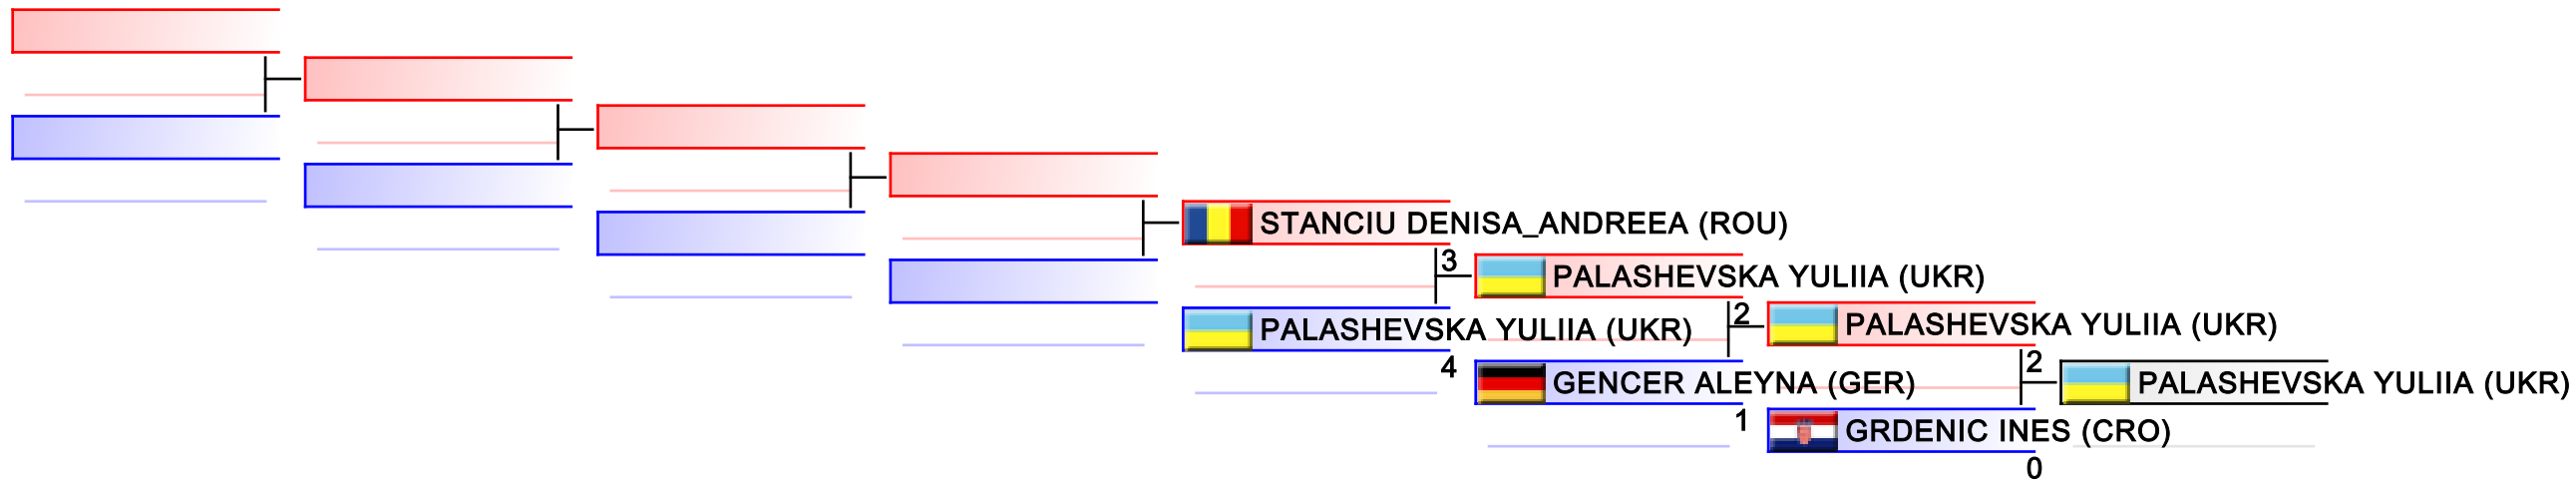 STANCIU DENISA_ANDREEA (ROU)
3
PALASHEVSKA YULIIA (UKR)
PALASHEVSKA YULIIA (UKR)
4
2
PALASHEVSKA YULIIA (UKR)
GENCER ALEYNA (GER)
1
2
PALASHEVSKA YULIIA (UKR)
GRDENIC INES (CRO)
0